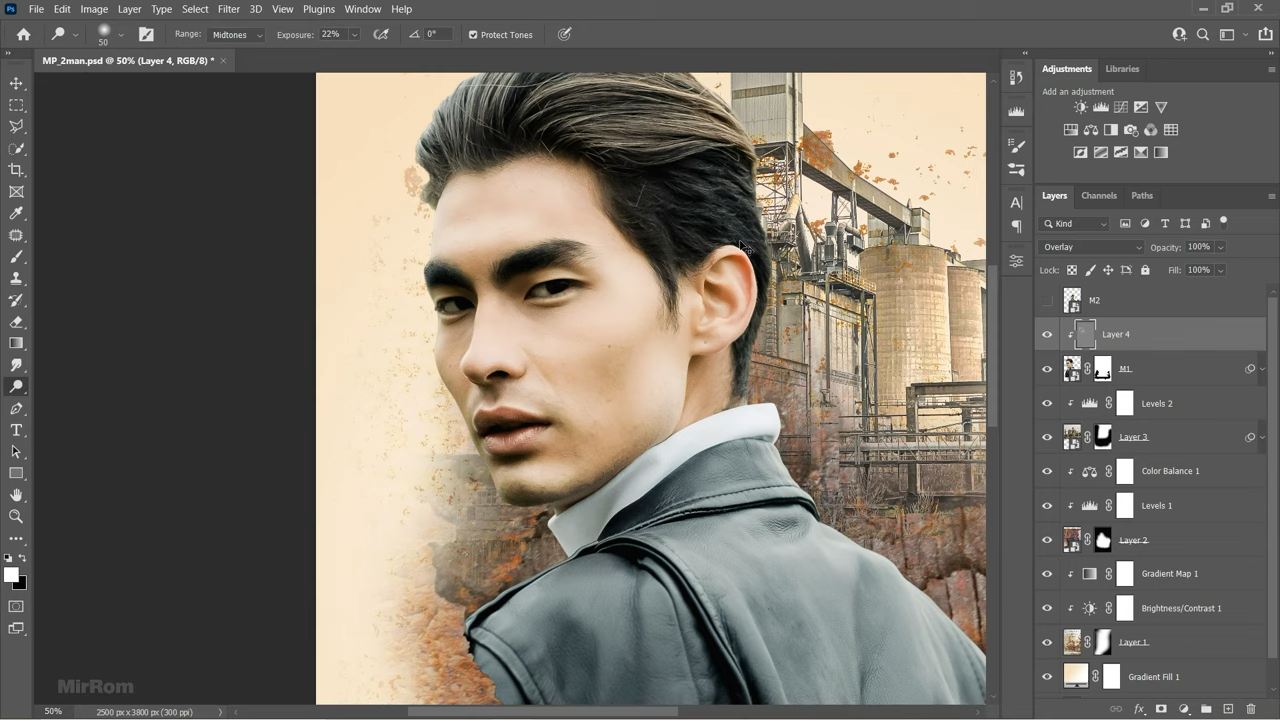 Ps File Edit Image Layer Type Select Filter 3D View Plugins Window Help
50 Range: Midtones Exposure: 22% 0° Protect Tones
MP_2man.psd @ 50% (Layer 4, RGB/8) * ×
Adjustments Libraries
Add an adjustment
Layers Channels Paths
Kind
Overlay Opacity: 100%
Lock: Fill: 100%
M2
Layer 4
M1
Levels 2
Layer 3
Color Balance 1
Levels 1
Layer 2
Gradient Map 1
Brightness/Contrast 1
Layer 1
Gradient Fill 1
MirRom
50% 2500 px x 3800 px (300 ppi)